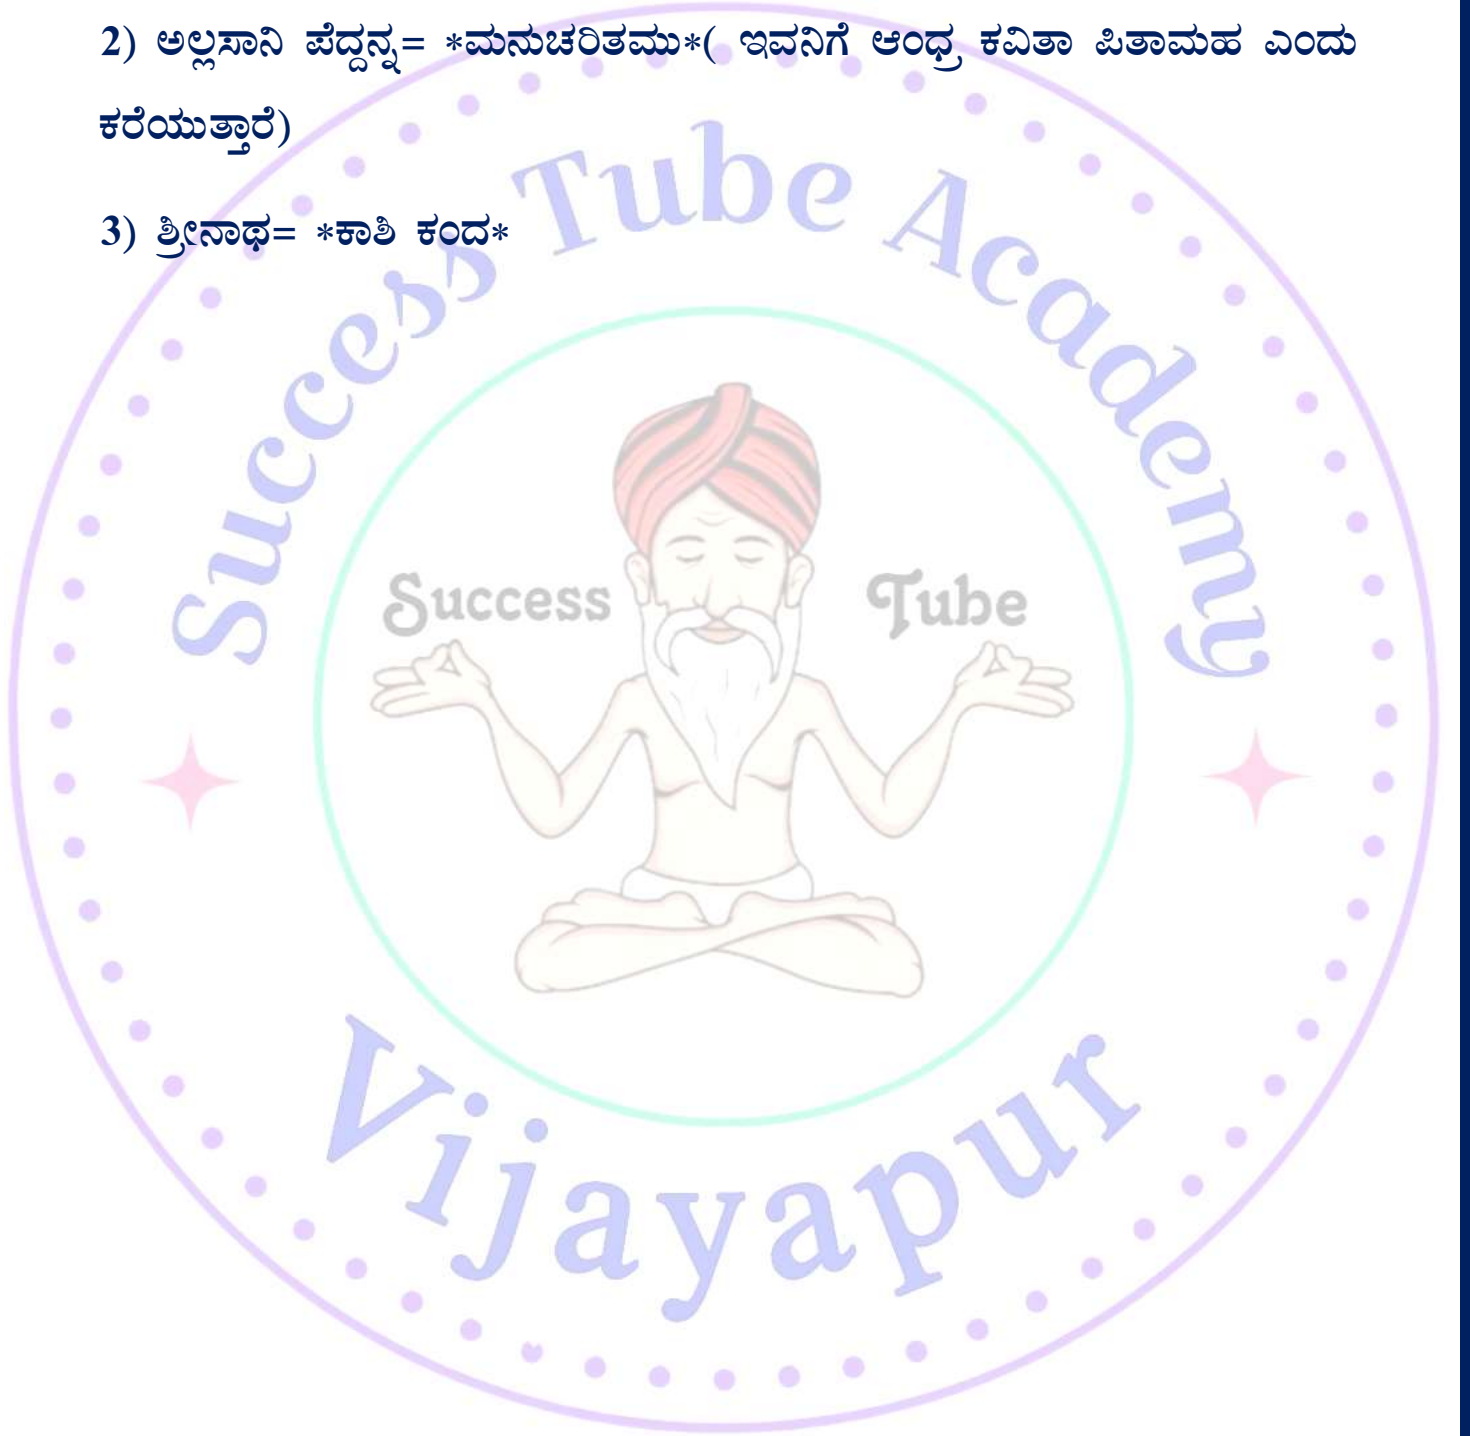 2) ಅಲ್ಲಸಾನಿ ಪೆದ್ದನ್ನ= *ಮನುಚರಿತಮು*( ಇವನಿಗೆ ಆಂಧ್ರ ಕವಿತಾ ಪಿತಾಮಹ ಎಂದು
ಕರೆಯುತ್ತಾರೆ)
3) ಶ್ರೀನಾಥ= *ಕಾಶಿ ಕಂದ*
Success Tube Academy
Success Tube
Vijayapur